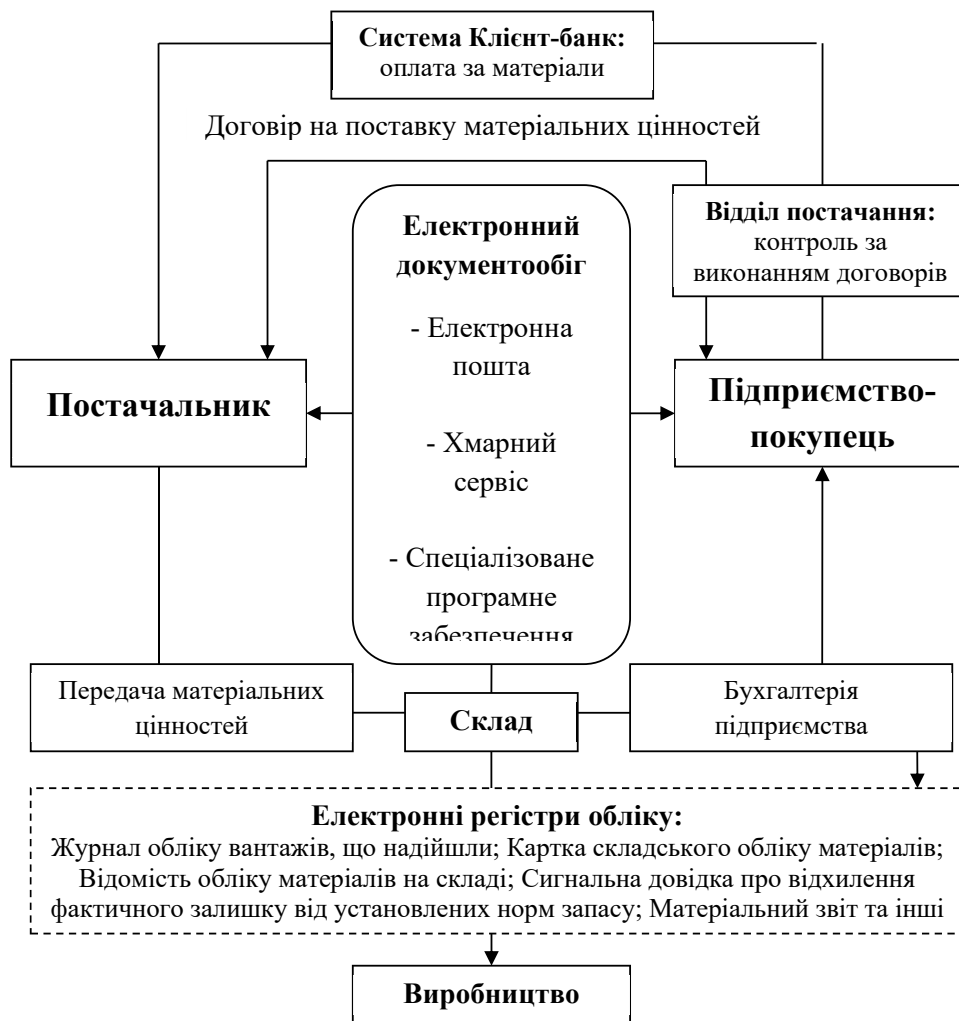 Система Клієнт-банк:
оплата за матеріали
Договір на поставку матеріальних цінностей
Відділ постачання:
контроль за
виконанням договорів
Електронний
документообіг
- Електронна
пошта
- Хмарний
сервіс
- Спеціалізоване
програмне
забезпечення
Постачальник
Підприємство-
покупець
Передача матеріальних
цінностей
Склад
Бухгалтерія
підприємства
Електронні регістри обліку:
Журнал обліку вантажів, що надійшли; Картка складського обліку матеріалів;
Відомість обліку матеріалів на складі; Сигнальна довідка про відхилення
фактичного залишку від установлених норм запасу; Матеріальний звіт та інші
Виробництво